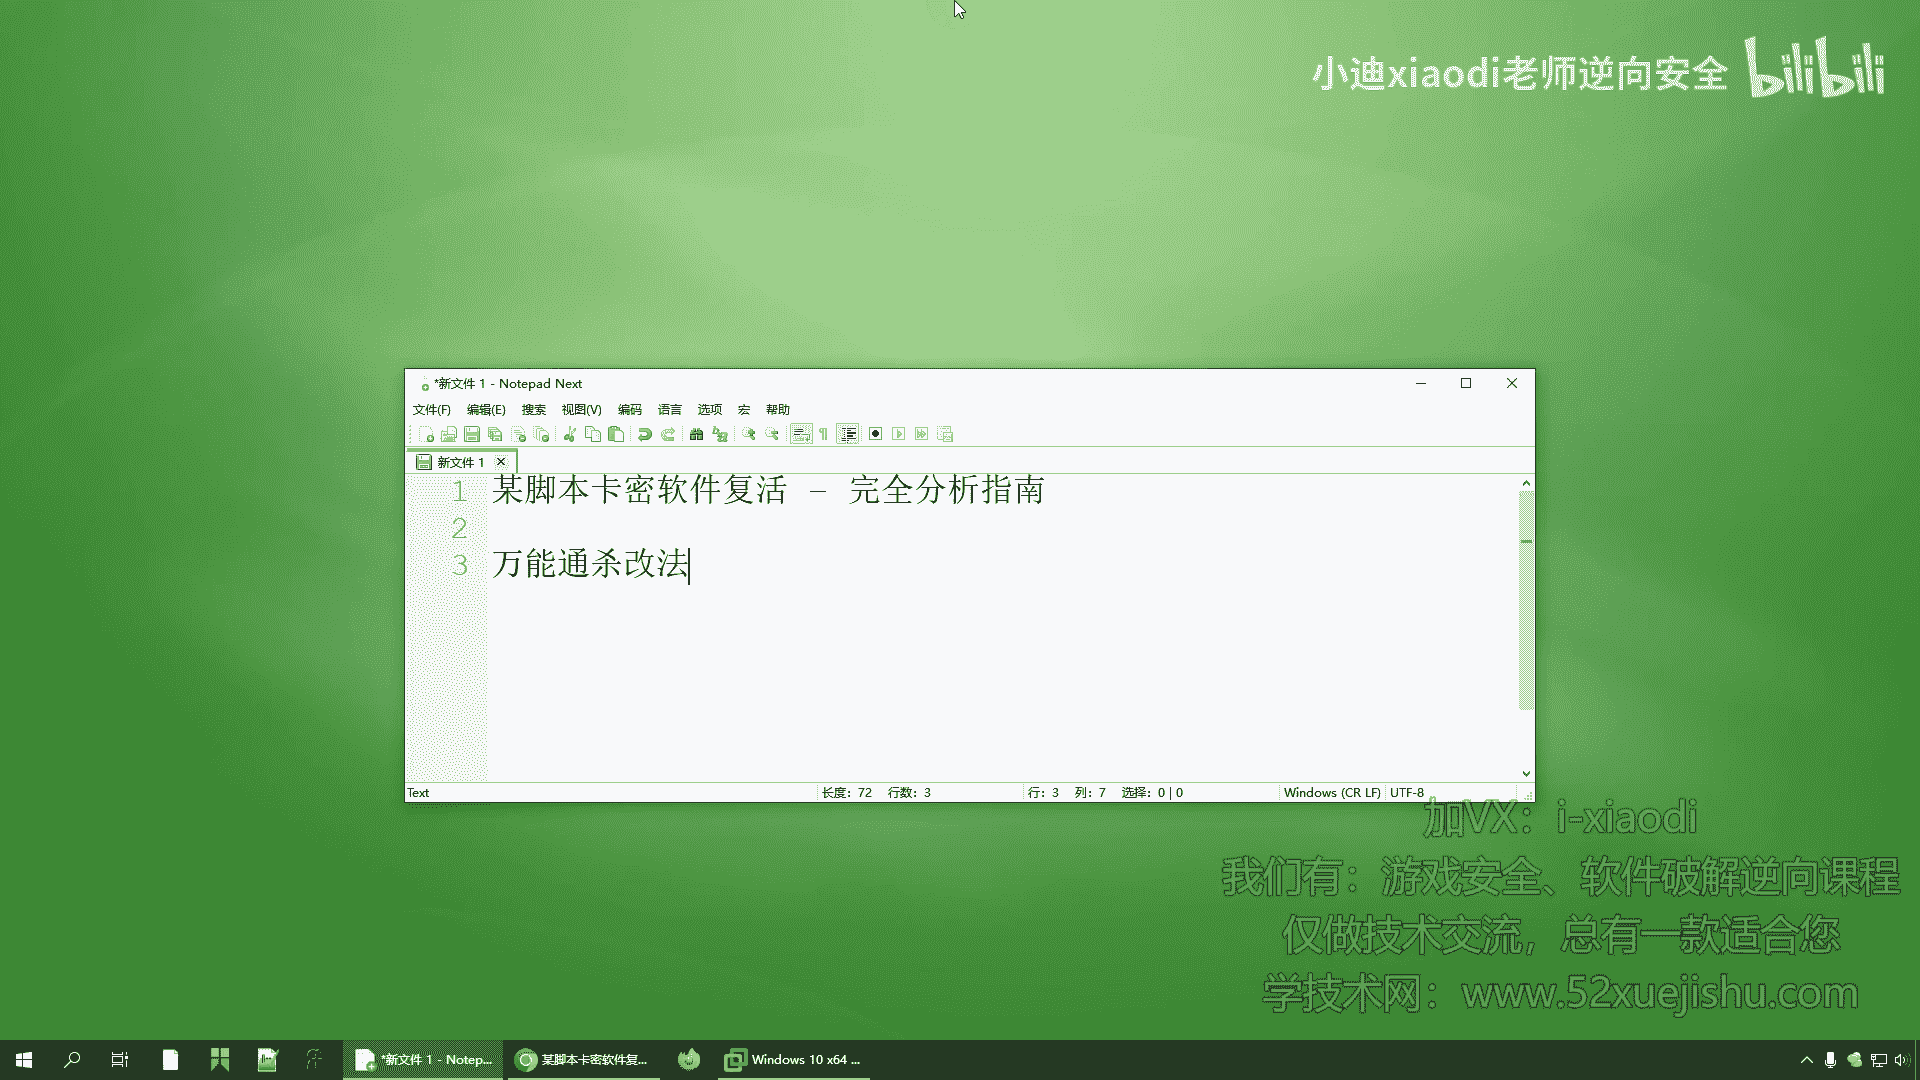 小迪xiaodi老师逆向安全 bilibili
*新文件 1 - Notepad Next
文件(F) 编辑(E) 搜索 视图(V) 编码 语言 选项 宏 帮助
新文件 1
1 某脚本卡密软件复活 - 完全分析指南
2
3 万能通杀改法
Text 长度: 72 行数: 3 行: 3 列: 7 选择: 0 | 0 Windows (CR LF) UTF-8
加VX: i-xiaodi
我们有: 游戏安全、软件破解逆向课程
仅做技术交流, 总有一款适合您
学技术网: www.52xuejishu.com
*新文件 1 - Notep... 某脚本卡密软件复... Windows 10 x64 ...